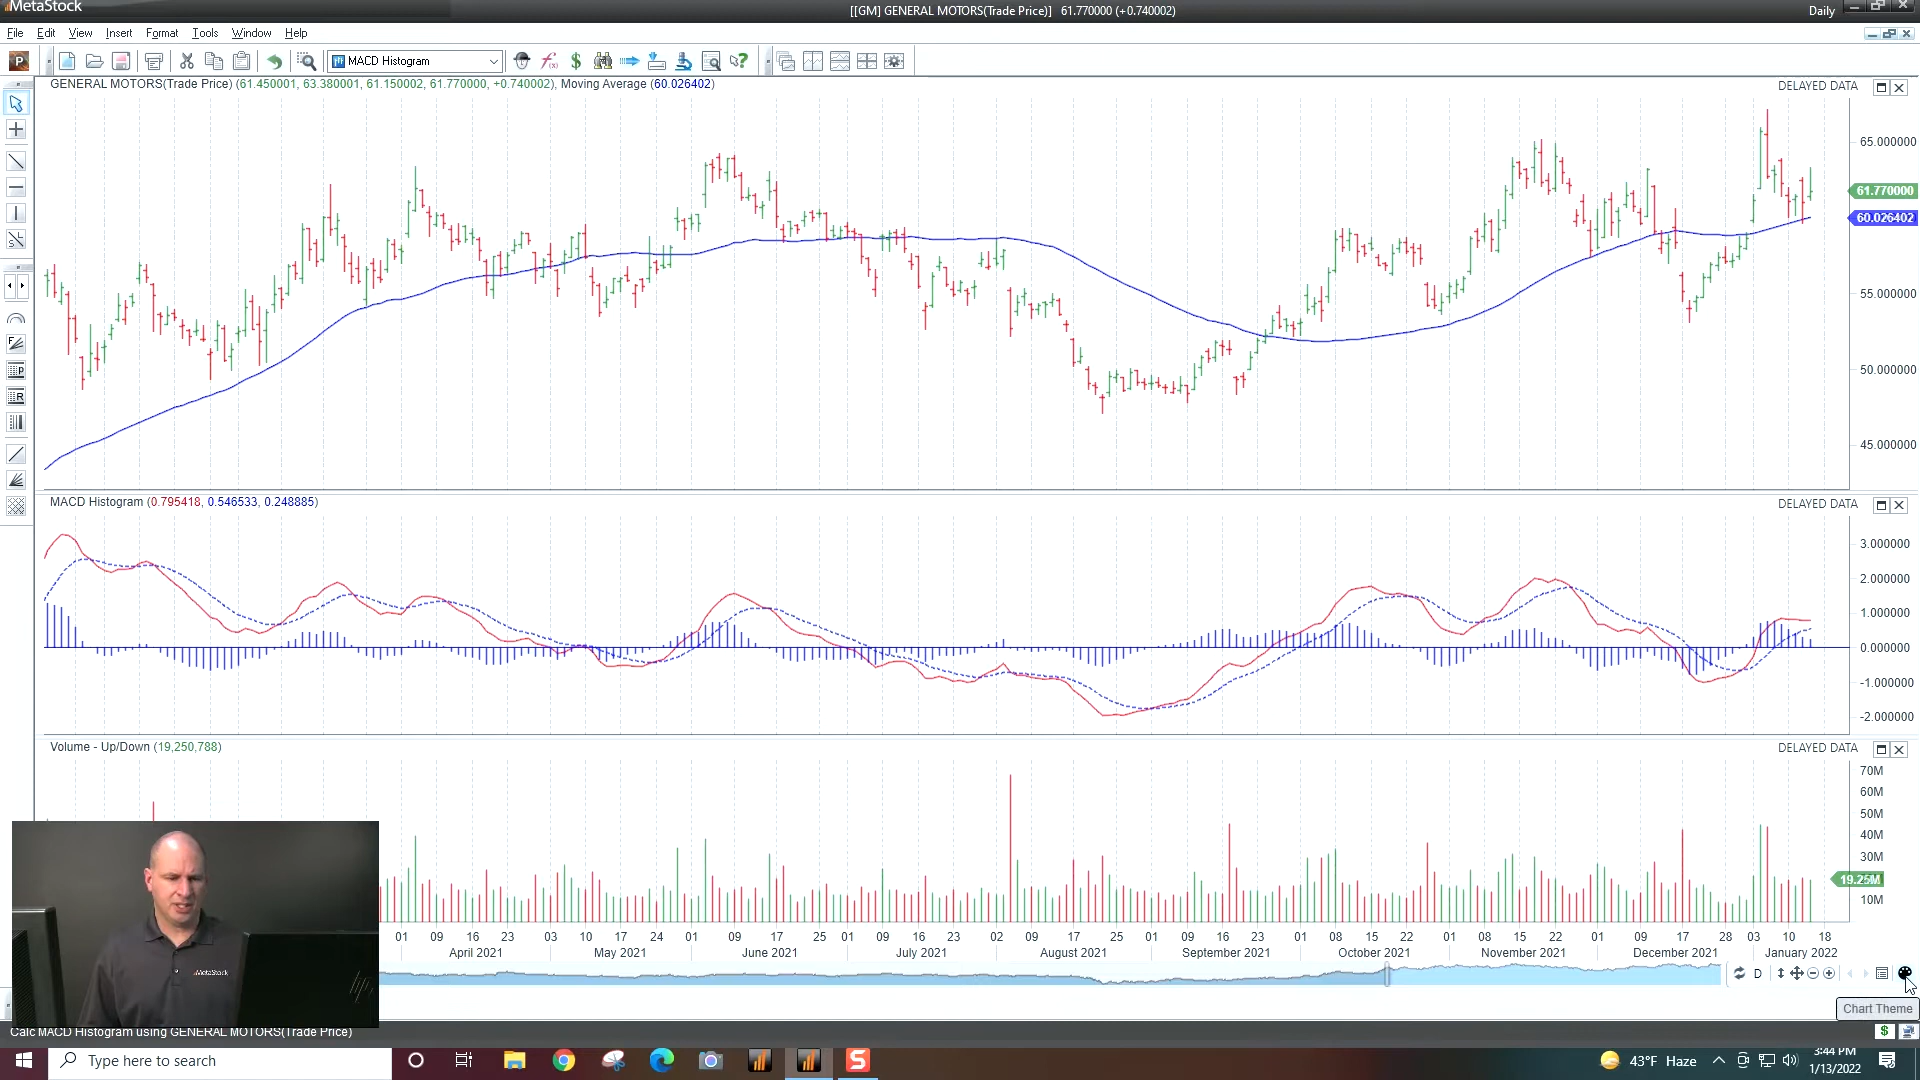 MetaStock
[[GM] GENERAL MOTORS(Trade Price)] 61.770000 (+0.740002)
Daily
File Edit View Insert Format Tools Window Help
P
MACD Histogram
GENERAL MOTORS(Trade Price) (61.450001, 63.380001, 61.150002, 61.770000, +0.740002), Moving Average (60.026402)
DELAYED DATA
65.000000
61.770000
60.026402
55.000000
50.000000
45.000000
MACD Histogram (0.795418, 0.546533, 0.248885)
DELAYED DATA
3.000000
2.000000
1.000000
0.000000
-1.000000
-2.000000
Volume - Up/Down (19,250,788)
DELAYED DATA
70M
60M
50M
40M
30M
19.25M
10M
01 09 16 23 03 10 17 24 01 09 17 25 01 09 16 23 02 09 17 25 01 09 16 23 01 08 15 22 01 08 15 22 01 09 17 28 03 10 18
April 2021 May 2021 June 2021 July 2021 August 2021 September 2021 October 2021 November 2021 December 2021 January 2022
MetaStock
hp
D
Chart Theme
Calc MACD Histogram using GENERAL MOTORS(Trade Price)
Type here to search
S
43°F Haze
3:44 PM
1/13/2022